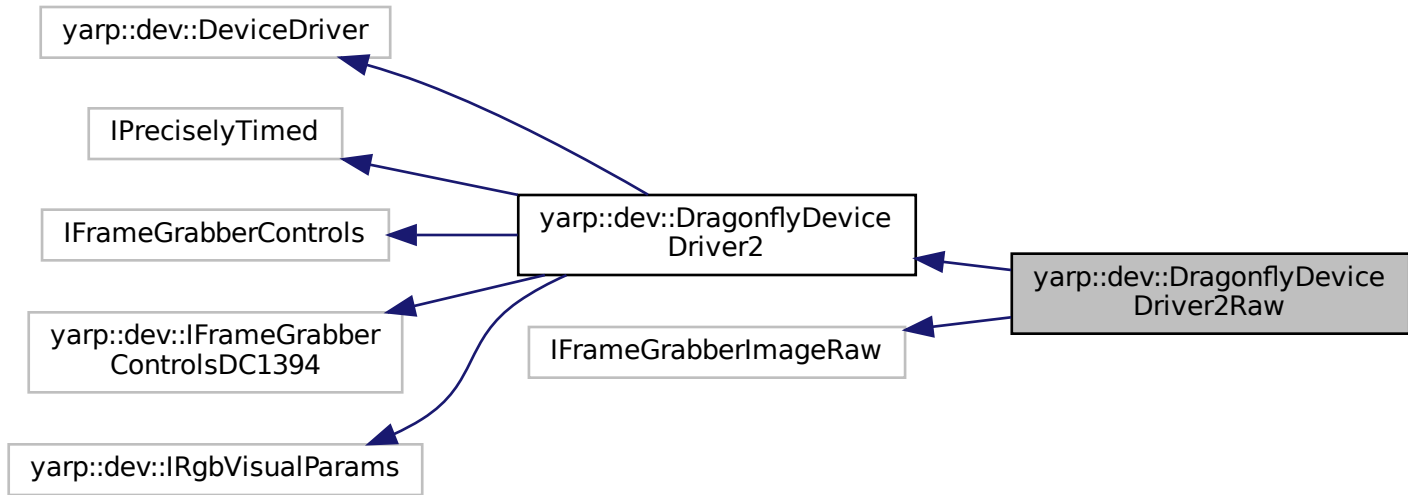 yarp::dev::DeviceDriver
IPreciselyTimed
IFrameGrabberControls
yarp::dev::IFrameGrabber
ControlsDC1394
yarp::dev::IRgbVisualParams
yarp::dev::DragonflyDevice
Driver2
IFrameGrabberImageRaw
yarp::dev::DragonflyDevice
Driver2Raw